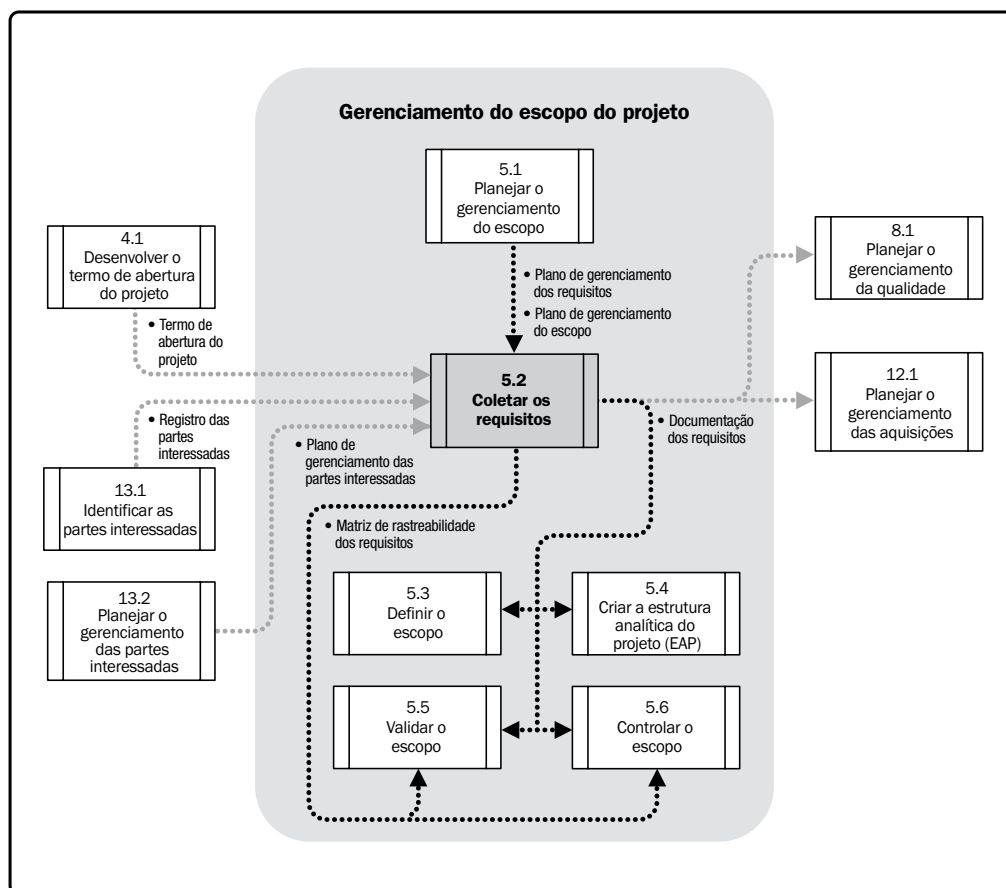 Gerenciamento do escopo do projeto
5.1
Planejar o
gerenciamento
do escopo
4.1
Desenvolver o
termo de abertura
do projeto
8.1
Planejar o
gerenciamento
da qualidade
• Plano de gerenciamento
dos requisitos
• Plano de gerenciamento
do escopo
• Termo de
abertura do
projeto
5.2
Coletar os
requisitos
12.1
Planejar o
gerenciamento
das aquisições
• Registro das
partes
interessadas
• Documentação
dos requisitos
• Plano de
gerenciamento das
partes interessadas
13.1
Identificar as
partes interessadas
• Matriz de rastreabilidade
dos requisitos
13.2
Planejar o
gerenciamento
das partes
interessadas
5.3
Definir o
escopo
5.4
Criar a estrutura
analítica do
projeto (EAP)
5.5
Validar o
escopo
5.6
Controlar o
escopo